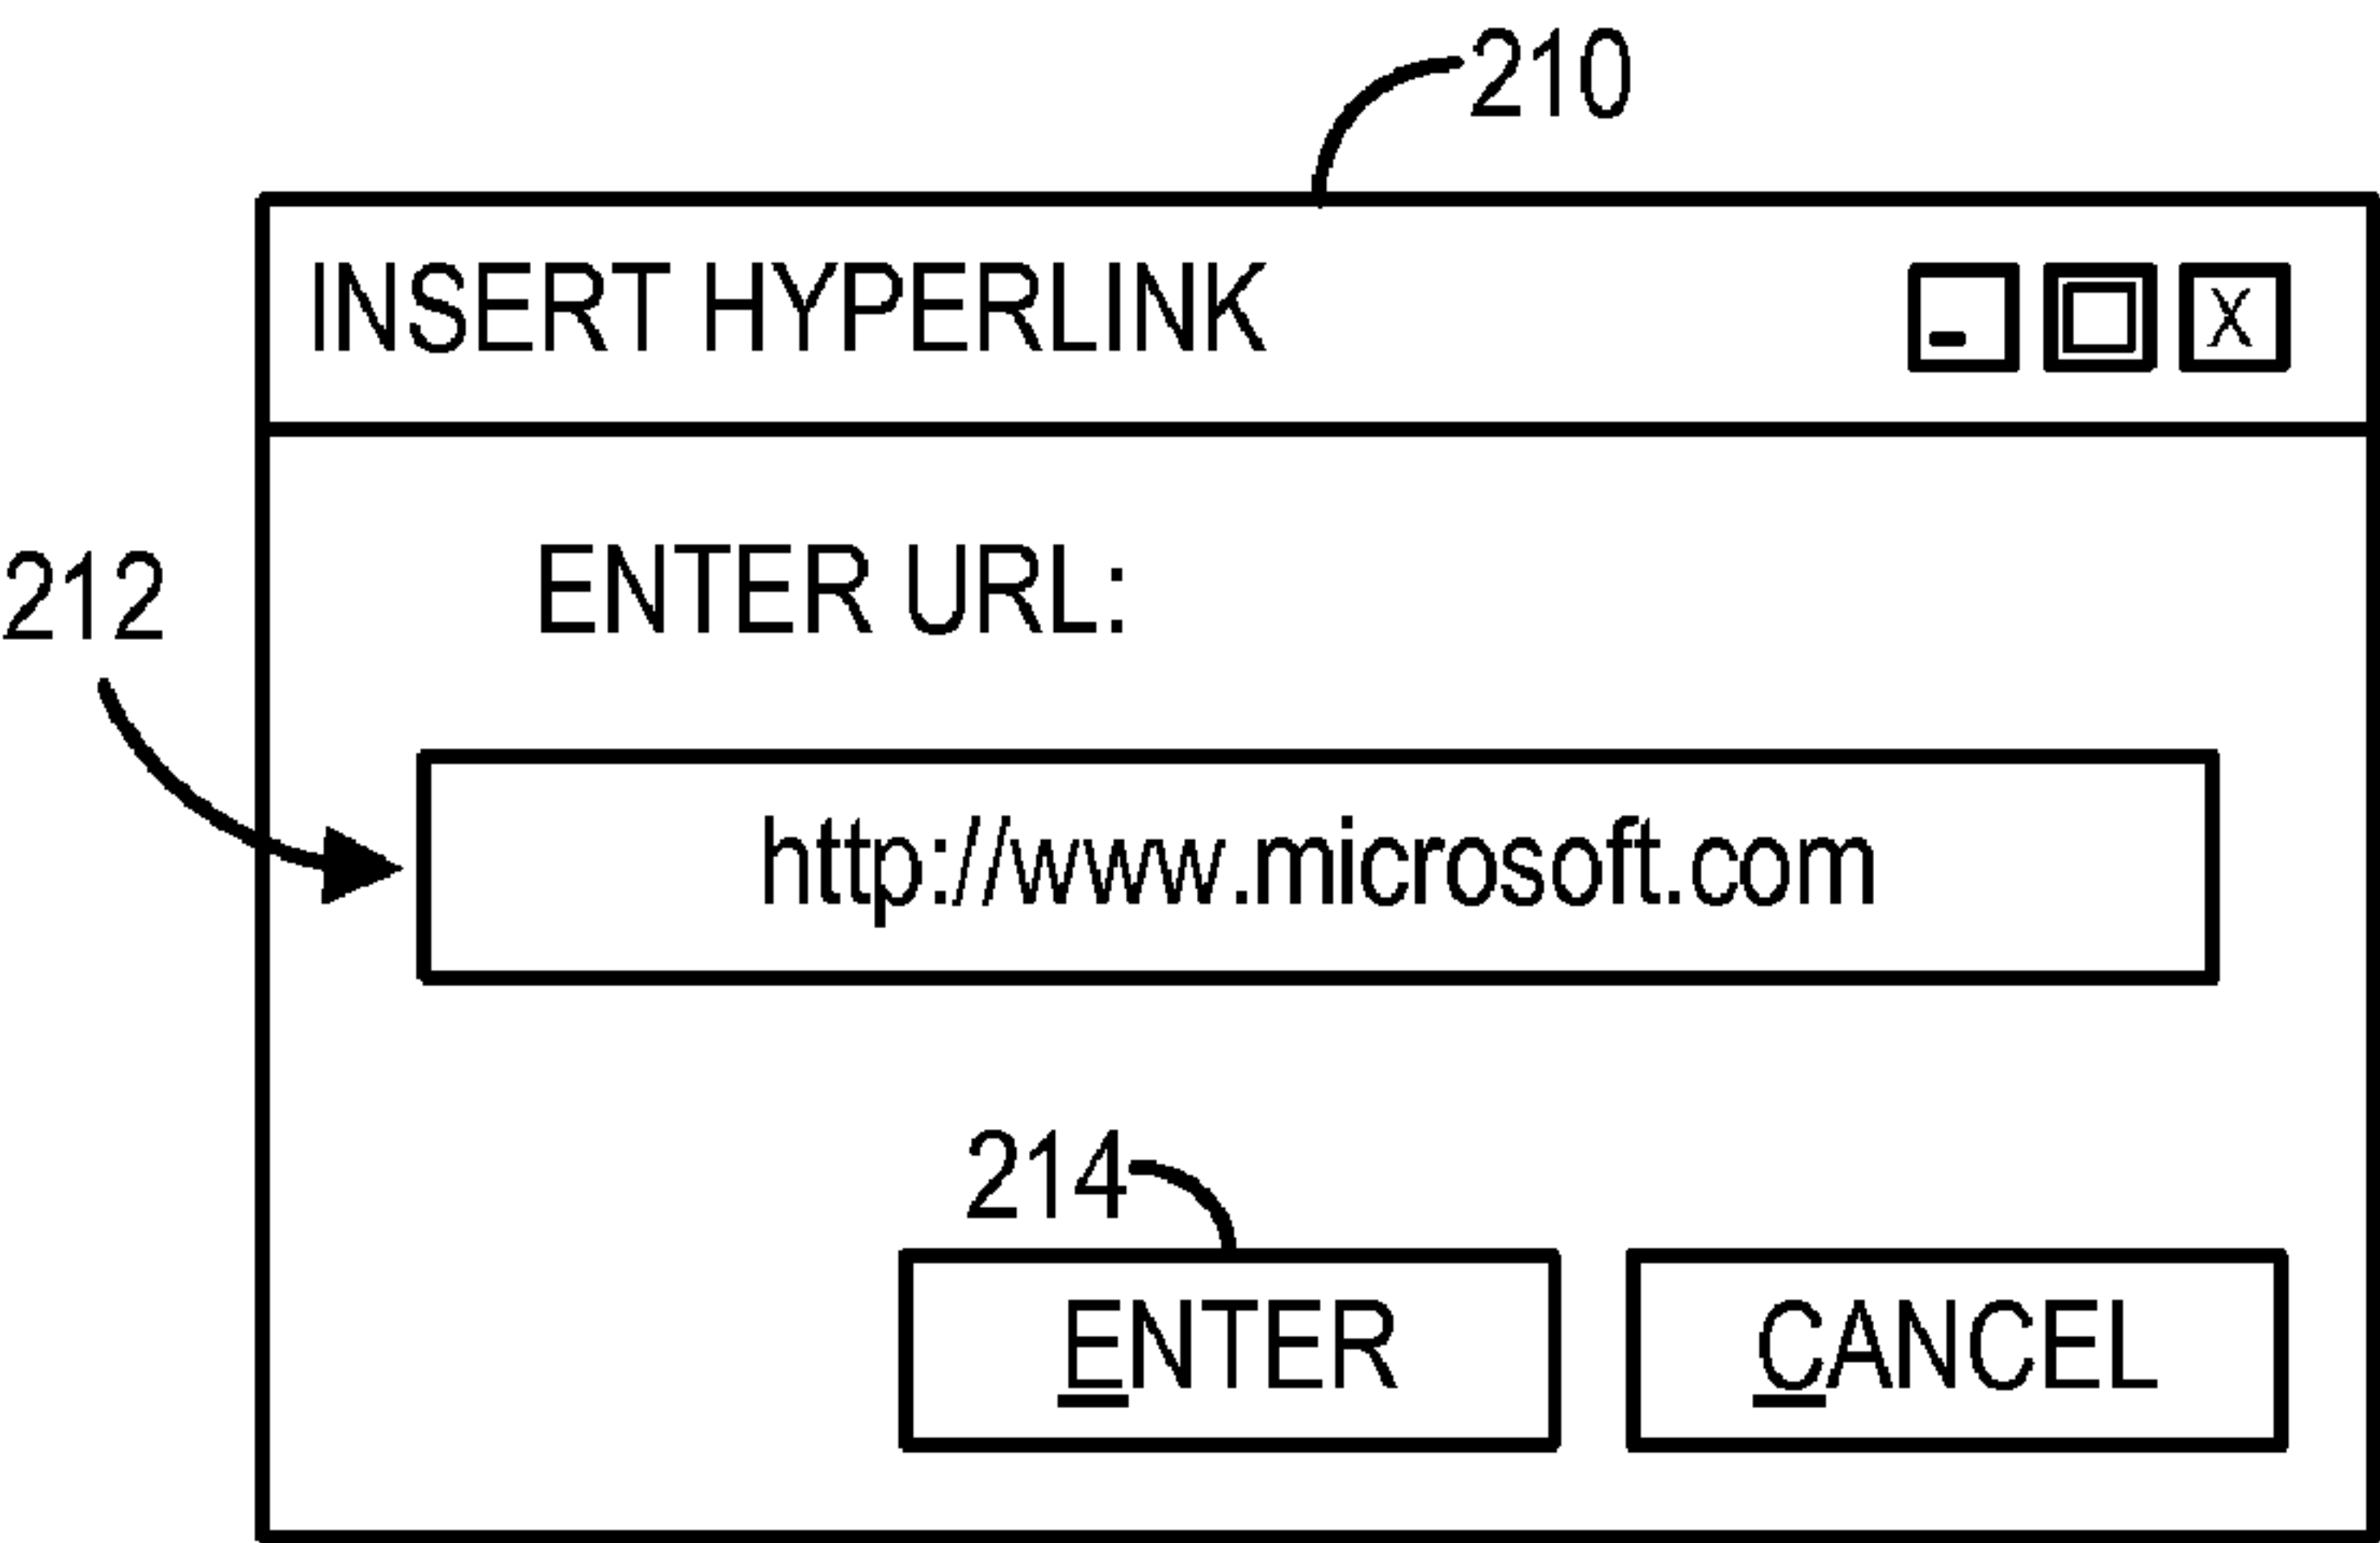 210
INSERT HYPERLINK - X
212
ENTER URL:
http://www.microsoft.com
214
ENTER CANCEL